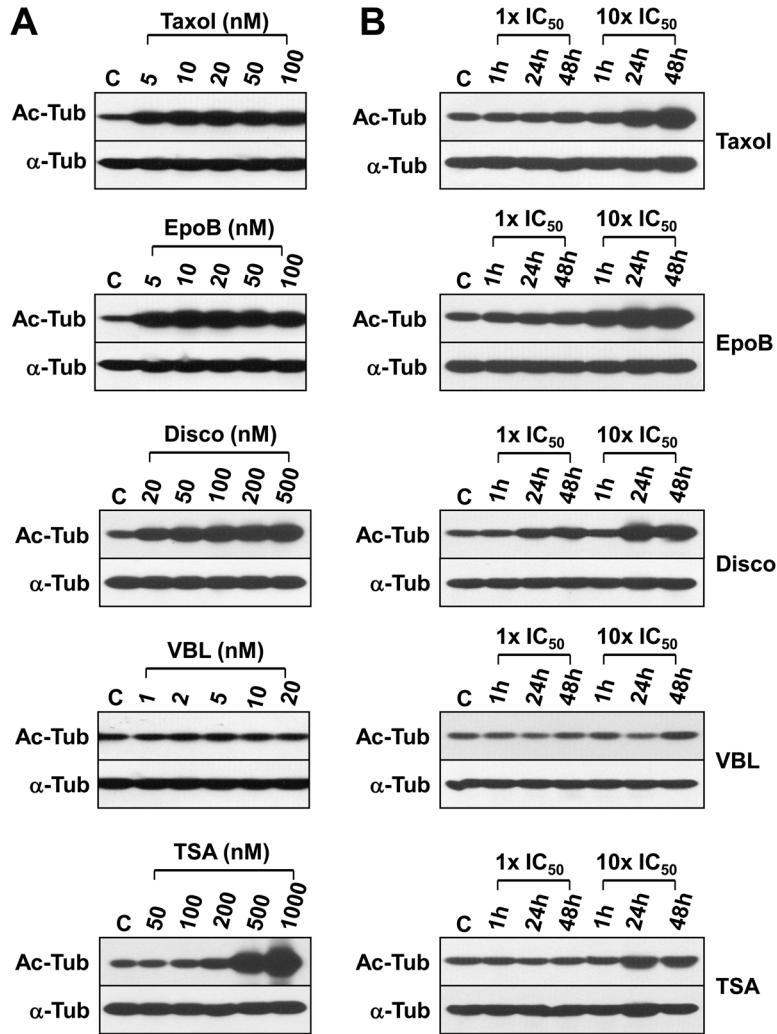 A
Taxol (nM)
C 5 10 20 50 100
Ac-Tub
α-Tub
EpoB (nM)
C 5 10 20 50 100
Ac-Tub
α-Tub
Disco (nM)
C 20 50 100 200 500
Ac-Tub
α-Tub
VBL (nM)
C 1 2 5 10 20
Ac-Tub
α-Tub
TSA (nM)
C 50 100 200 500 1000
Ac-Tub
α-Tub
B
1x IC50 10x IC50
C 1h 24h 48h 1h 24h 48h
Ac-Tub
α-Tub
Taxol
1x IC50 10x IC50
C 1h 24h 48h 1h 24h 48h
Ac-Tub
α-Tub
EpoB
1x IC50 10x IC50
C 1h 24h 48h 1h 24h 48h
Ac-Tub
α-Tub
Disco
1x IC50 10x IC50
C 1h 24h 48h 1h 24h 48h
Ac-Tub
α-Tub
VBL
1x IC50 10x IC50
C 1h 24h 48h 1h 24h 48h
Ac-Tub
α-Tub
TSA